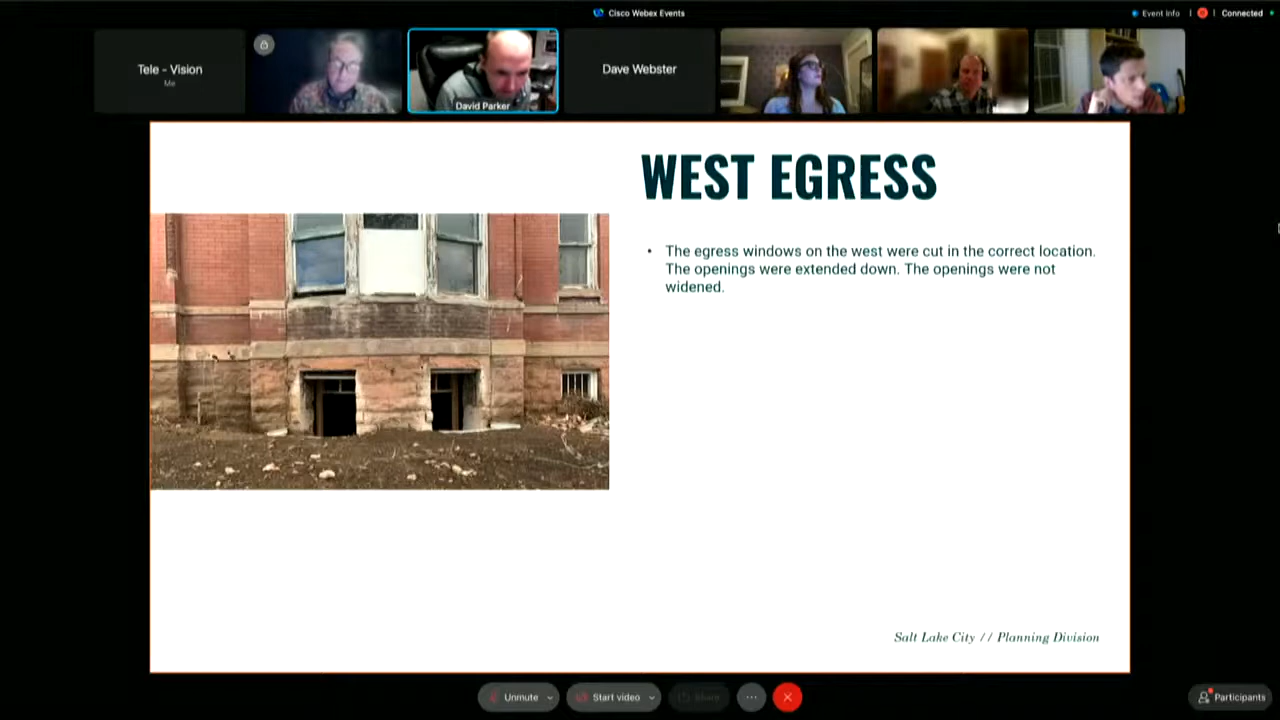 Cisco Webex Events
Event info
Connected
Tele - Vision
Me
David Parker
Dave Webster
WEST EGRESS
• The egress windows on the west were cut in the correct location.
The openings were extended down. The openings were not
widened.
Salt Lake City // Planning Division
Unmute
Start video
Share
Participants